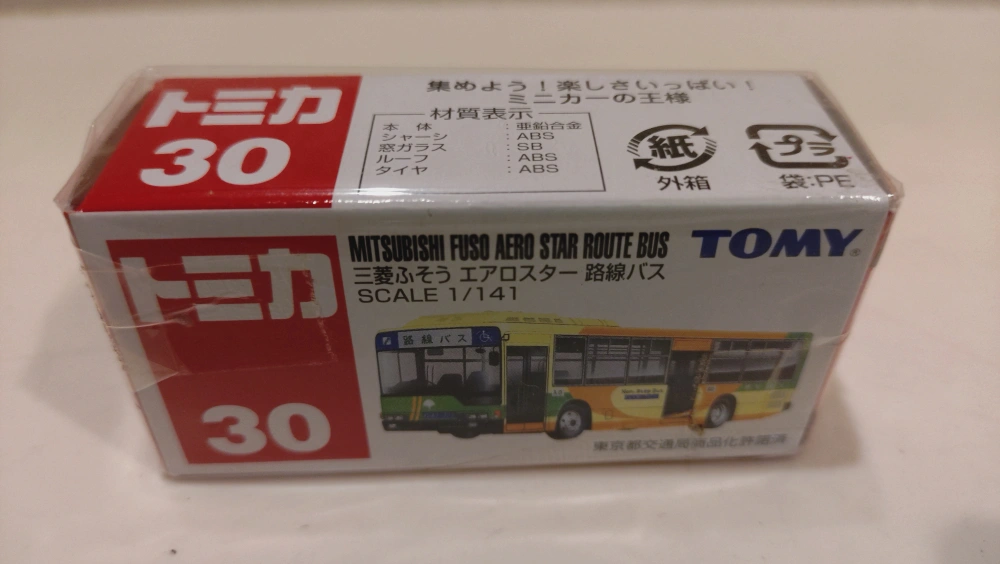 トミカ
30
集めよう！楽しさいっぱい！
ミニカーの王様
材質表示
本体：亜鉛合金
シャーシ：ABS
窓ガラス：SB
ルーフ：ABS
タイヤ：ABS
紙
外箱
プラ
袋:PE
トミカ
30
MITSUBISHI FUSO AERO STAR ROUTE BUS
三菱ふそう エアロスター 路線バス
SCALE 1/141
TOMY®
路線バス
東京都交通局商品化許諾済